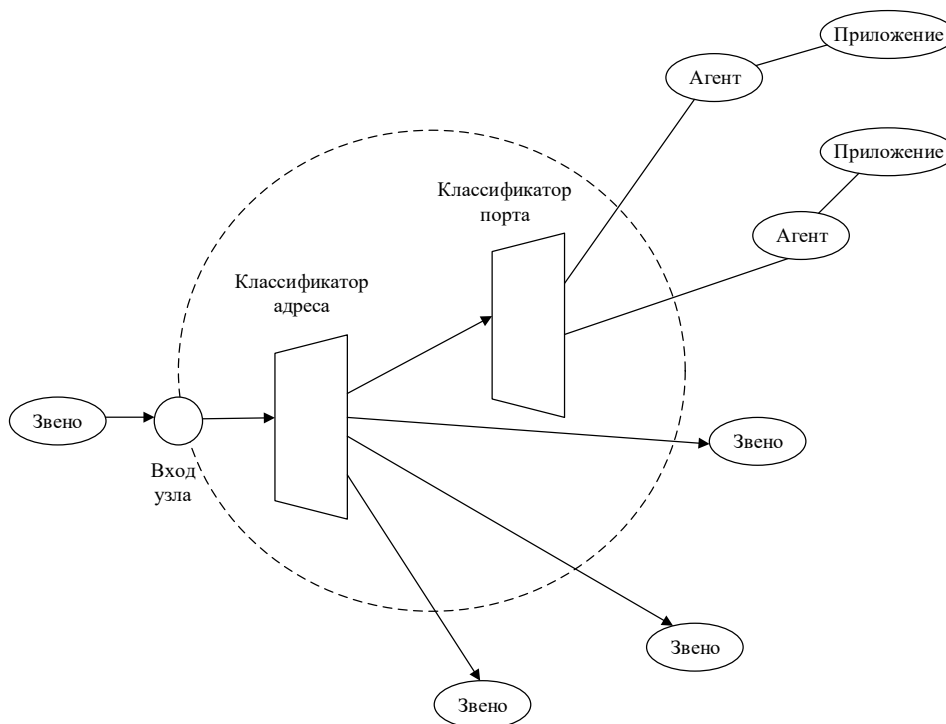 Приложение
Агент
Приложение
Классификатор
порта
Агент
Классификатор
адреса
Звено
Вход
узла
Звено
Звено
Звено